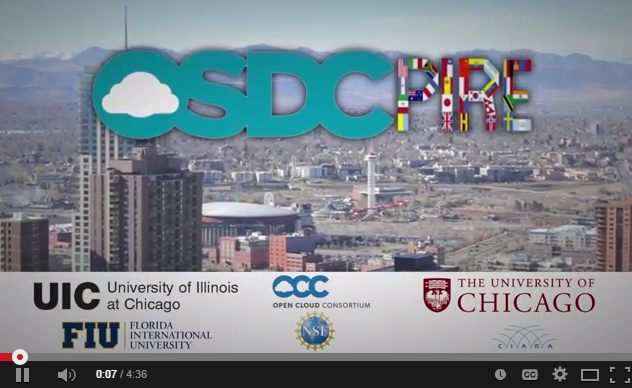 OSDC PIRE
UIC University of Illinois
at Chicago
OCC
OPEN CLOUD CONSORTIUM
THE UNIVERSITY OF
CHICAGO
FIU FLORIDA
INTERNATIONAL
UNIVERSITY
NSF
CIARA
0:07 / 4:36
CC